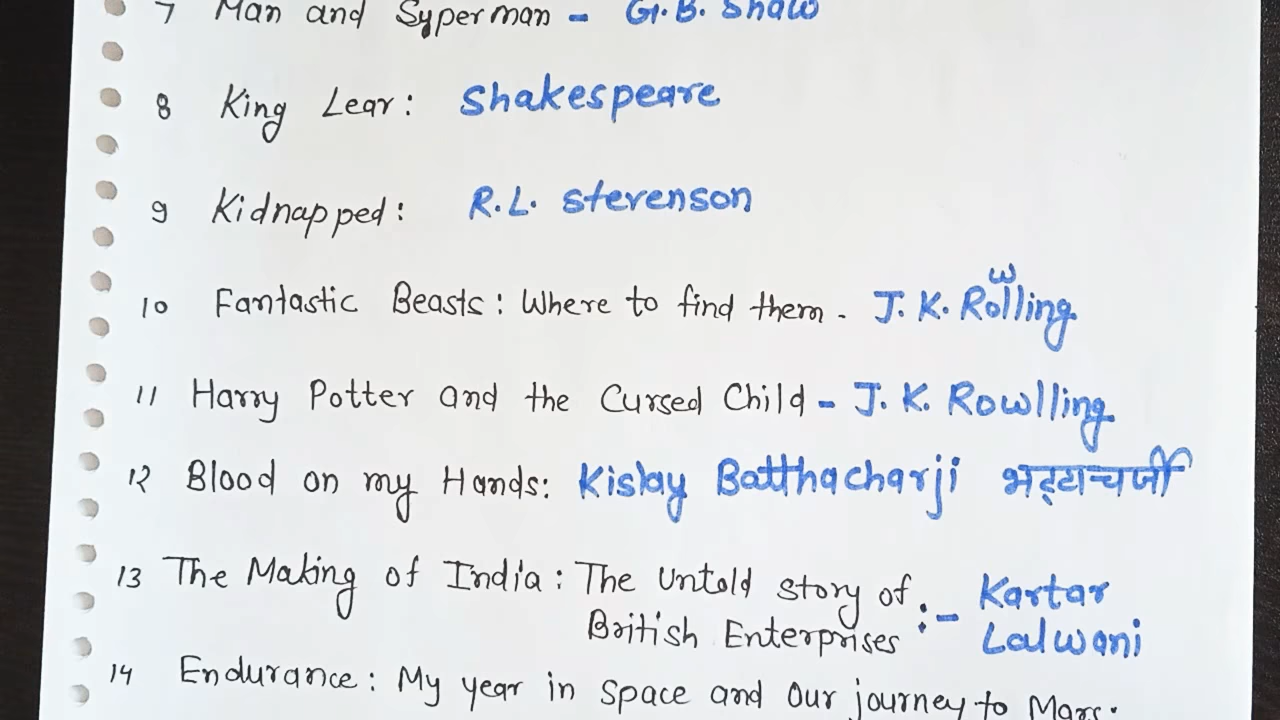 7 Man and Syperman - G.B. Shaw
8 King Lear: Shakespeare
9 Kidnapped: R.L. Stevenson
w
10 Fantastic Beasts: Where to find them. J. K. Rolling
11 Harry Potter and the Cursed Child - J. K. Rowlling
12 Blood on my Hands: Kislay Batthacharji भट्टाचर्जी
13 The Making of India: The Untold story of :- Kartar
British Enterprises Lalwani
14 Endurance: My year in Space and Our journey to Mars.